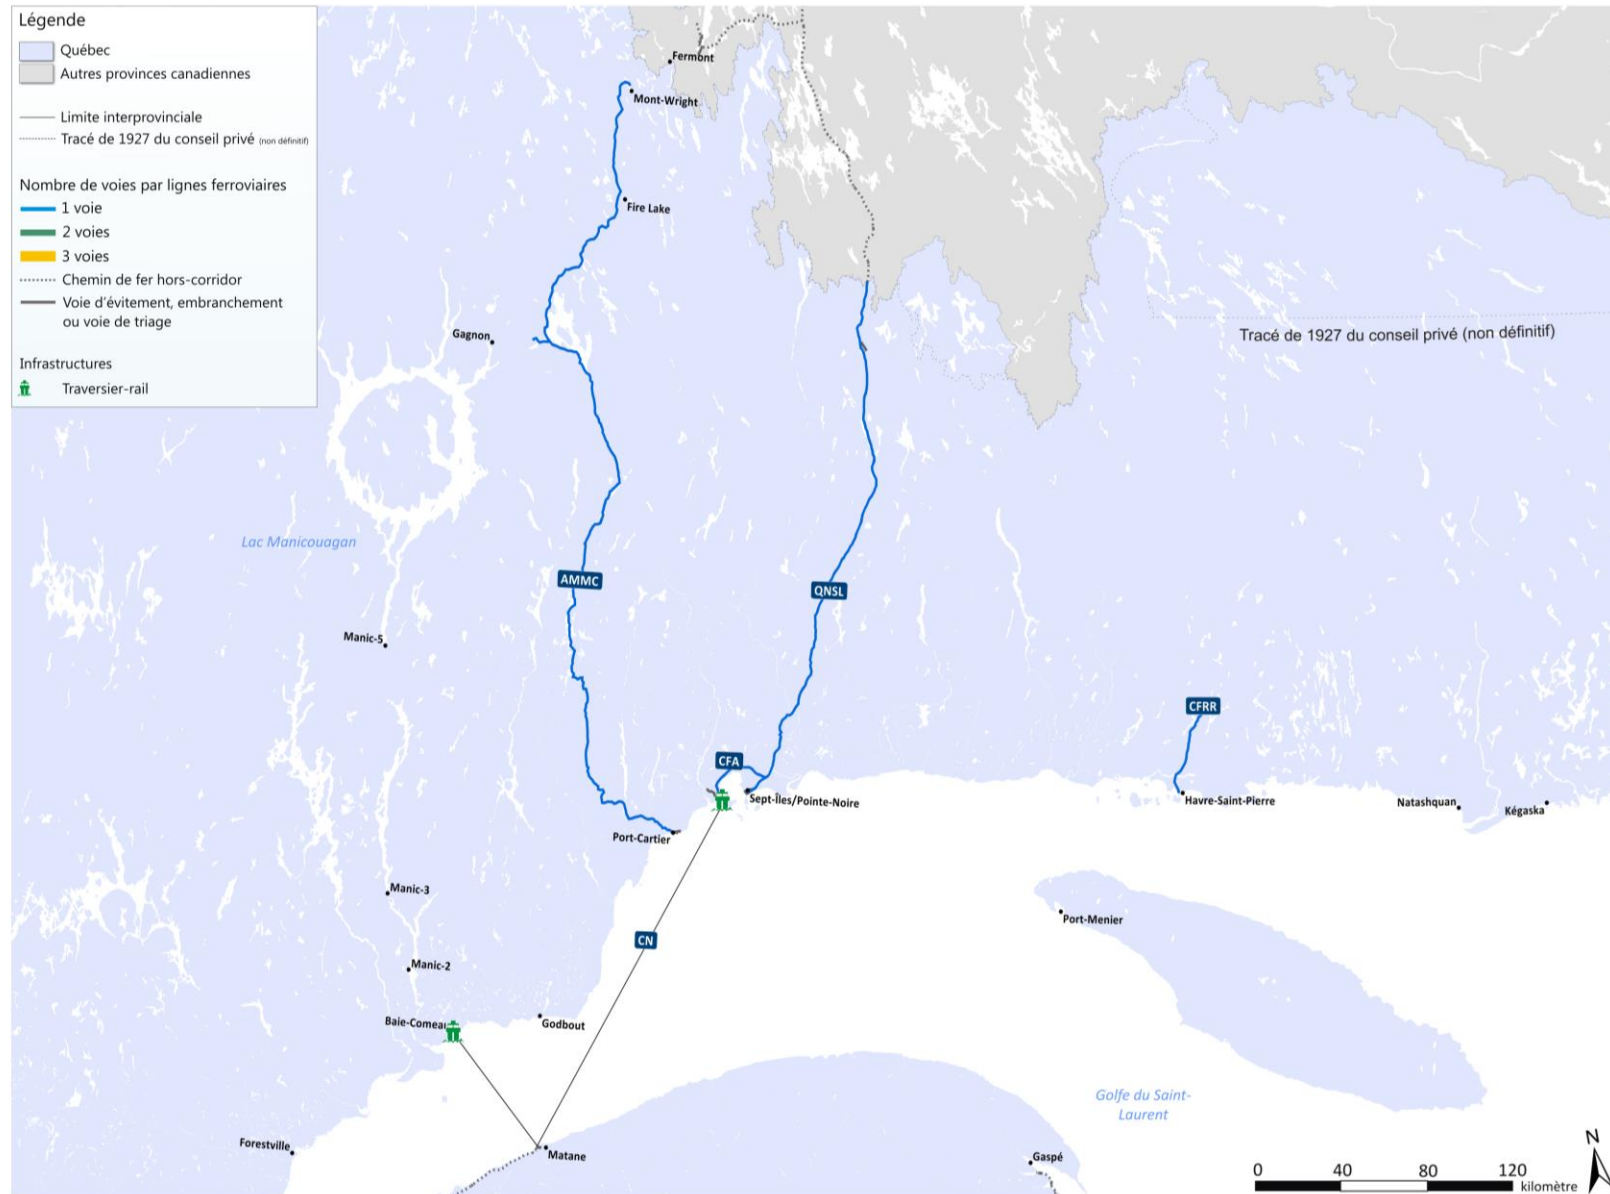 Légende
Québec
Autres provinces canadiennes
Limite interprovinciale
Tracé de 1927 du conseil privé (non définitif)
Nombre de voies par lignes ferroviaires
1 voie
2 voies
3 voies
Chemin de fer hors-corridor
Voie d'évitement, embranchement
ou voie de triage
Infrastructures
Traversier-rail
Fermont
Mont-Wright
Fire Lake
Gagnon
Tracé de 1927 du conseil privé (non définitif)
Lac Manicouagan
AMMC
QNSL
Manic-5
CFRR
CFA
Sept-Îles/Pointe-Noire
Havre-Saint-Pierre
Natashquan
Kégaska
Port-Cartier
Manic-3
Port-Menier
CN
Manic-2
Baie-Comeau
Godbout
Golfe du Saint-
Laurent
Forestville
Matane
Gaspé
N
0 40 80 120
kilomètre